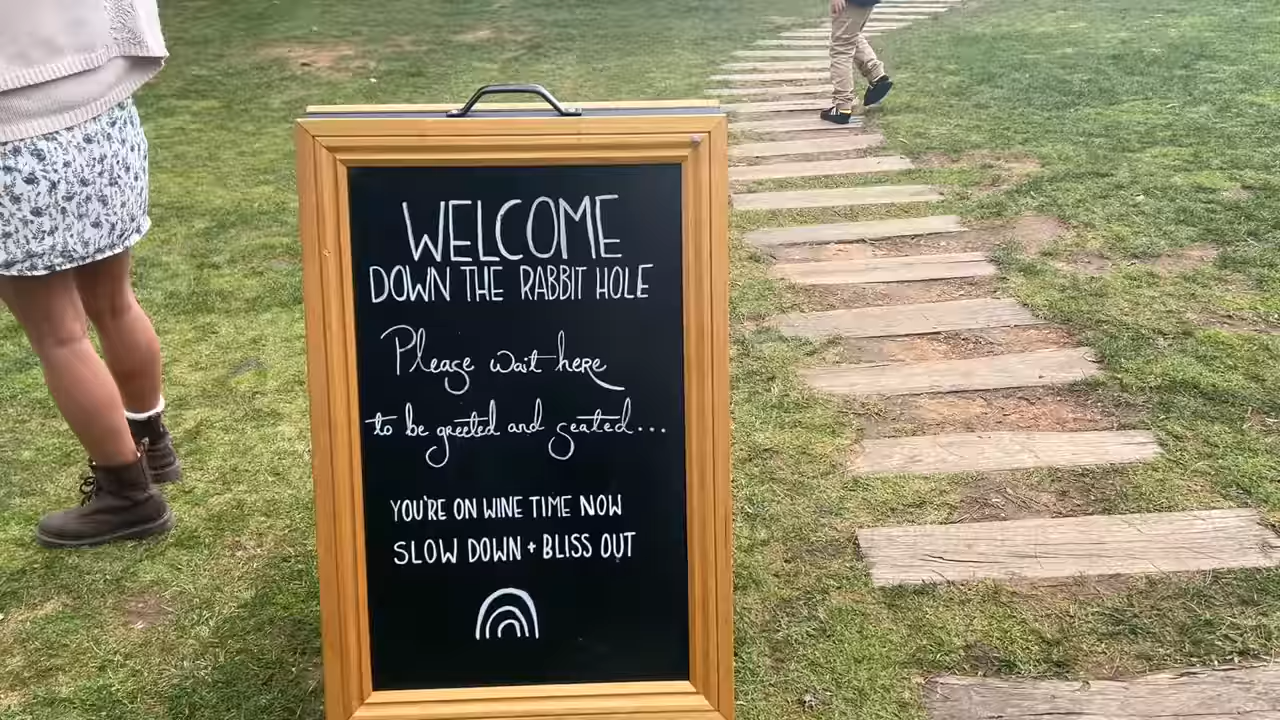 WELCOME
DOWN THE RABBIT HOLE
Please wait here
to be greeted and seated...
YOU'RE ON WINE TIME NOW
SLOW DOWN + BLISS OUT